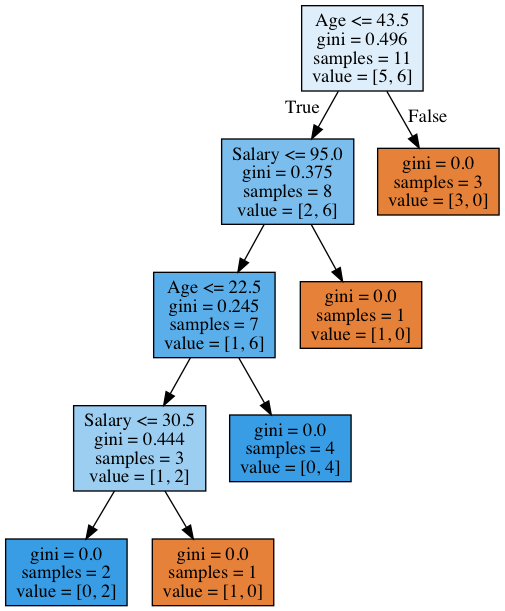 Age <= 43.5
gini = 0.496
samples = 11
value = [5, 6]
True
False
Salary <= 95.0
gini = 0.375
samples = 8
value = [2, 6]
gini = 0.0
samples = 3
value = [3, 0]
Age <= 22.5
gini = 0.245
samples = 7
value = [1, 6]
gini = 0.0
samples = 1
value = [1, 0]
Salary <= 30.5
gini = 0.444
samples = 3
value = [1, 2]
gini = 0.0
samples = 4
value = [0, 4]
gini = 0.0
samples = 2
value = [0, 2]
gini = 0.0
samples = 1
value = [1, 0]